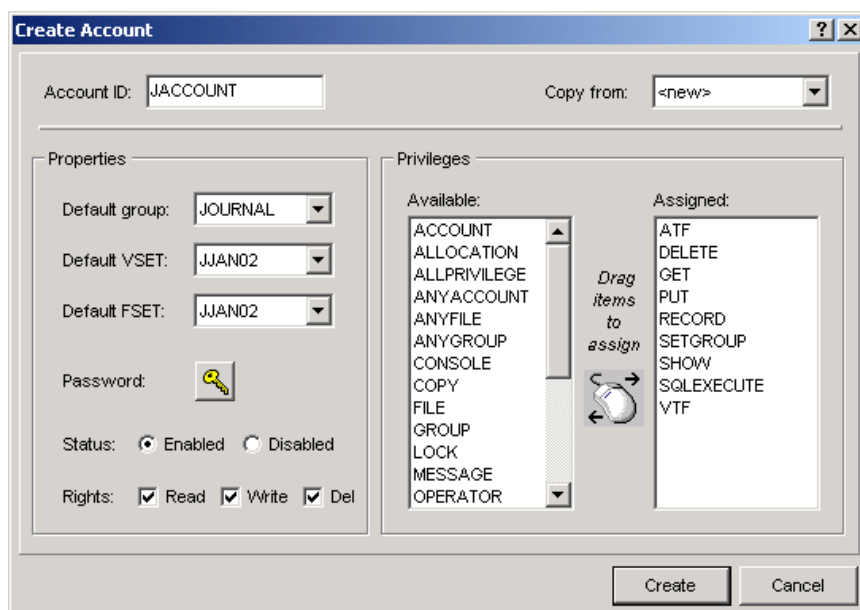 Create Account
Account ID: JACCOUNT Copy from: <new>
Properties
Default group: JOURNAL
Default VSET: JJAN02
Default FSET: JJAN02
Password:
Status: Enabled Disabled
Rights: Read Write Del
Privileges
Available:
ACCOUNT
ALLOCATION
ALLPRIVILEGE
ANYACCOUNT
ANYFILE
ANYGROUP
CONSOLE
COPY
FILE
GROUP
LOCK
MESSAGE
OPERATOR
Drag
items
to
assign
Assigned:
ATF
DELETE
GET
PUT
RECORD
SETGROUP
SHOW
SQLEXECUTE
VTF
Create Cancel